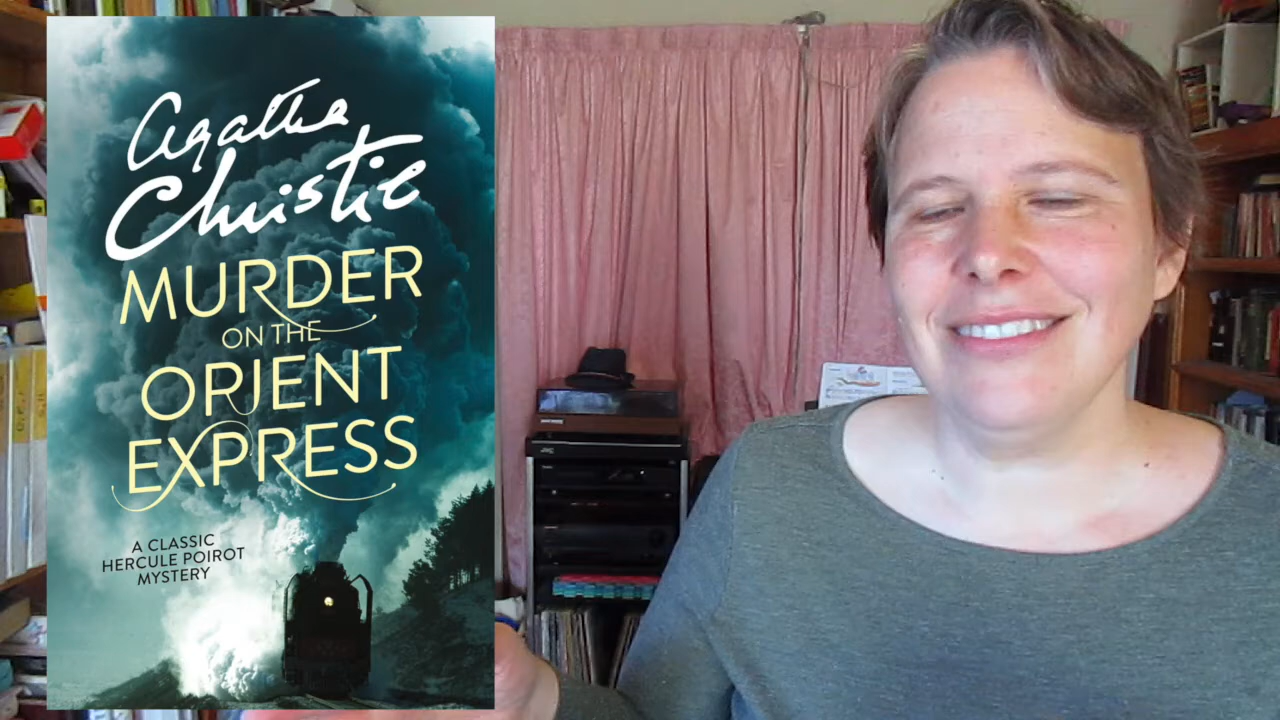 Agatha
Christie
MURDER
ON THE
ORIENT
EXPRESS
A CLASSIC
HERCULE POIROT
MYSTERY